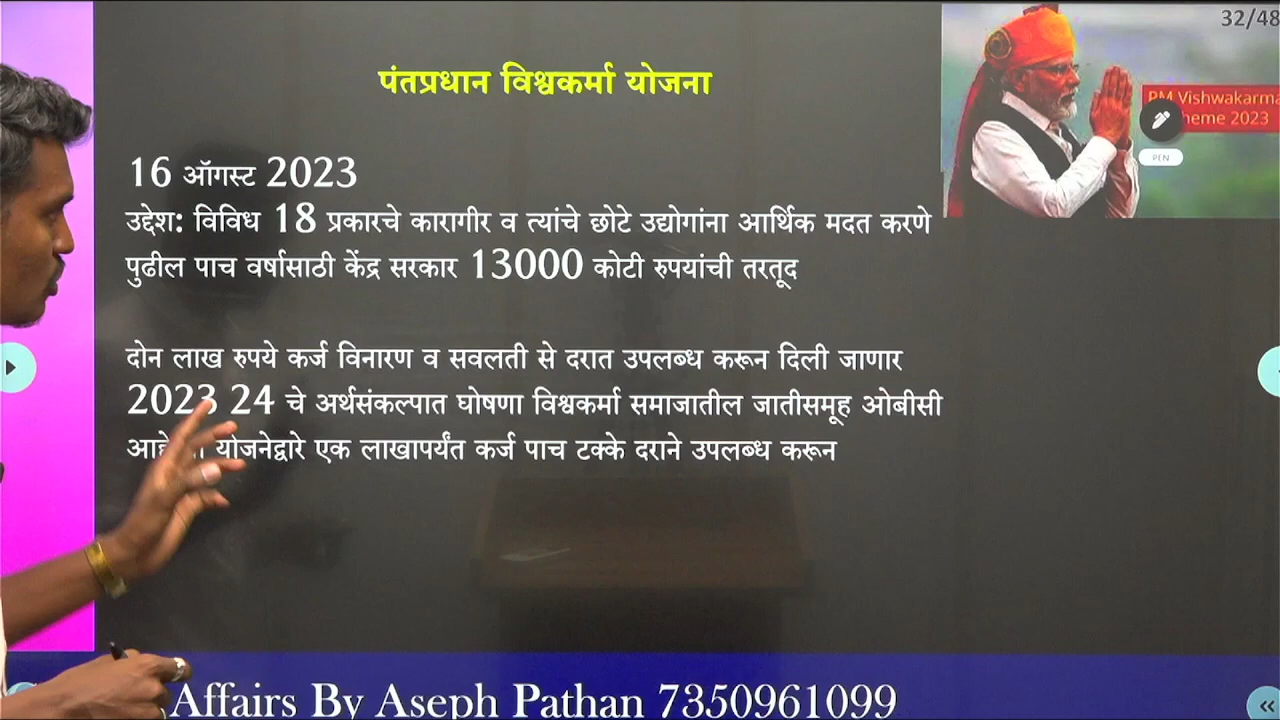 32/48
पंतप्रधान विश्वकर्मा योजना
PM Vishwakarma
heme 2023
PEN
16 ऑगस्ट 2023
उद्देश: विविध 18 प्रकारचे कारागीर व त्यांचे छोटे उद्योगांना आर्थिक मदत करणे
पुढील पाच वर्षासाठी केंद्र सरकार 13000 कोटी रुपयांची तरतूद
दोन लाख रुपये कर्ज विनारण व सवलती से दरात उपलब्ध करून दिली जाणार
2023 24 चे अर्थसंकल्पात घोषणा विश्वकर्मा समाजातील जातीसमूह ओबीसी
योजनेद्वारे एक लाखापर्यंत कर्ज पाच टक्के दराने उपलब्ध करून
Affairs By Aseph Pathan 7350961099